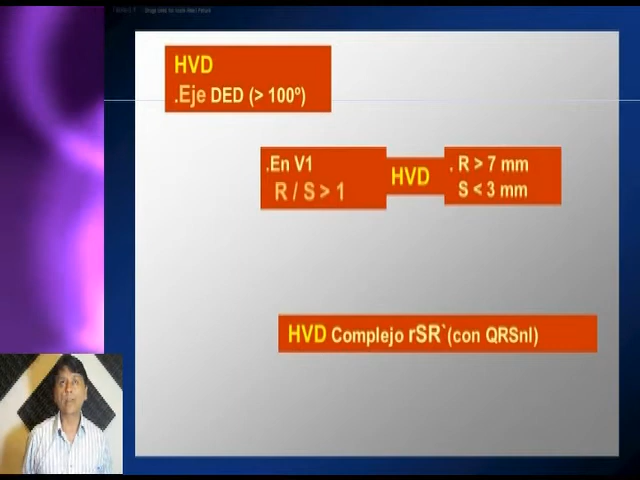 HVD
.Eje DED (> 100º)
.En V1
R / S > 1
HVD
. R > 7 mm
S < 3 mm
HVD Complejo rSR`(con QRSnl)